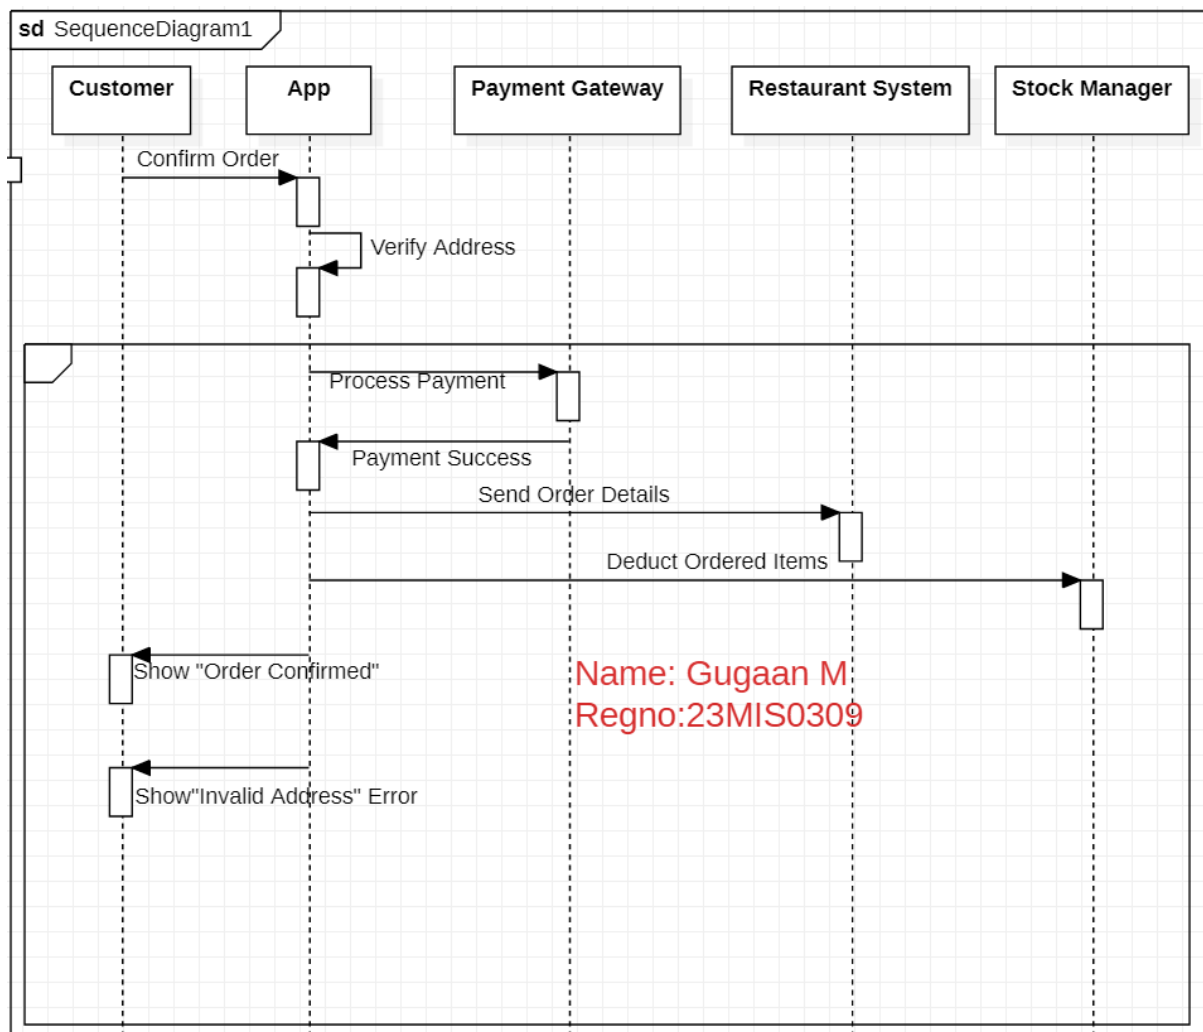 sd SequenceDiagram1
Customer
App
Payment Gateway
Restaurant System
Stock Manager
Confirm Order
Verify Address
Process Payment
Payment Success
Send Order Details
Deduct Ordered Items
Show "Order Confirmed"
Name: Gugaan M
Regno:23MIS0309
Show"Invalid Address" Error